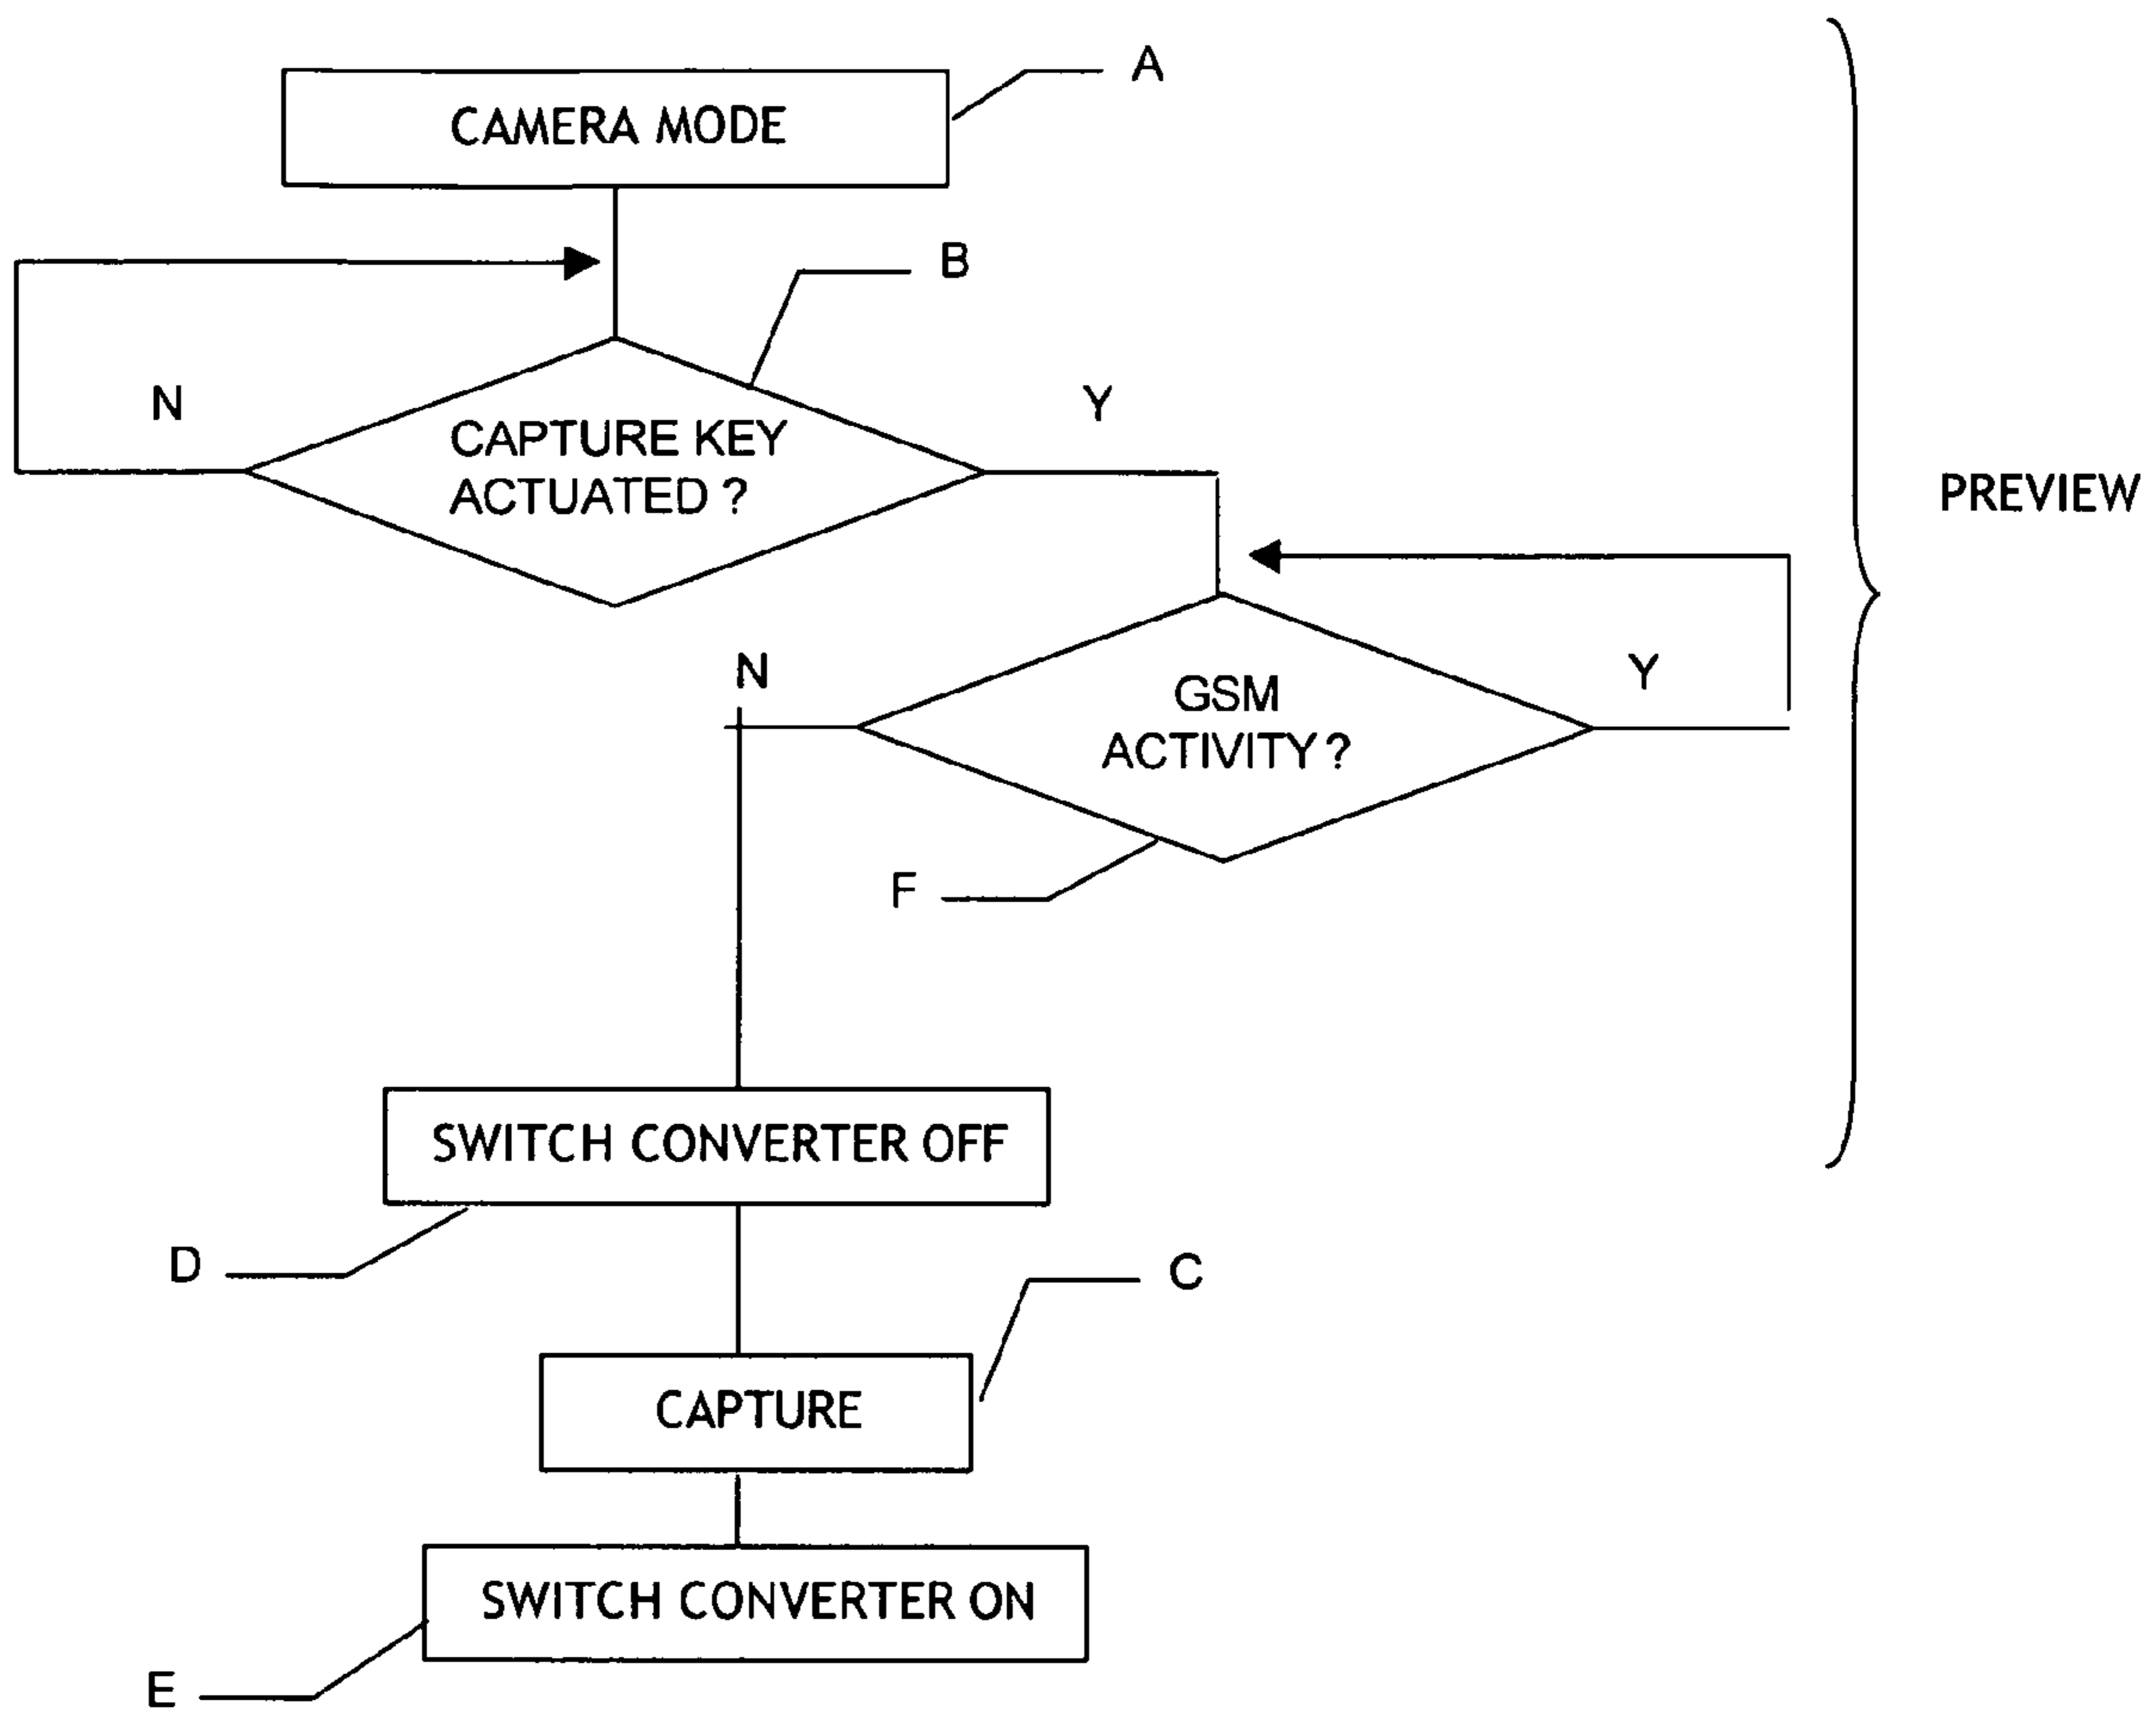 A
CAMERA MODE
B
N
Y
CAPTURE KEY
ACTUATED ?
PREVIEW
N
Y
GSM
ACTIVITY ?
F
SWITCH CONVERTER OFF
D
C
CAPTURE
SWITCH CONVERTER ON
E